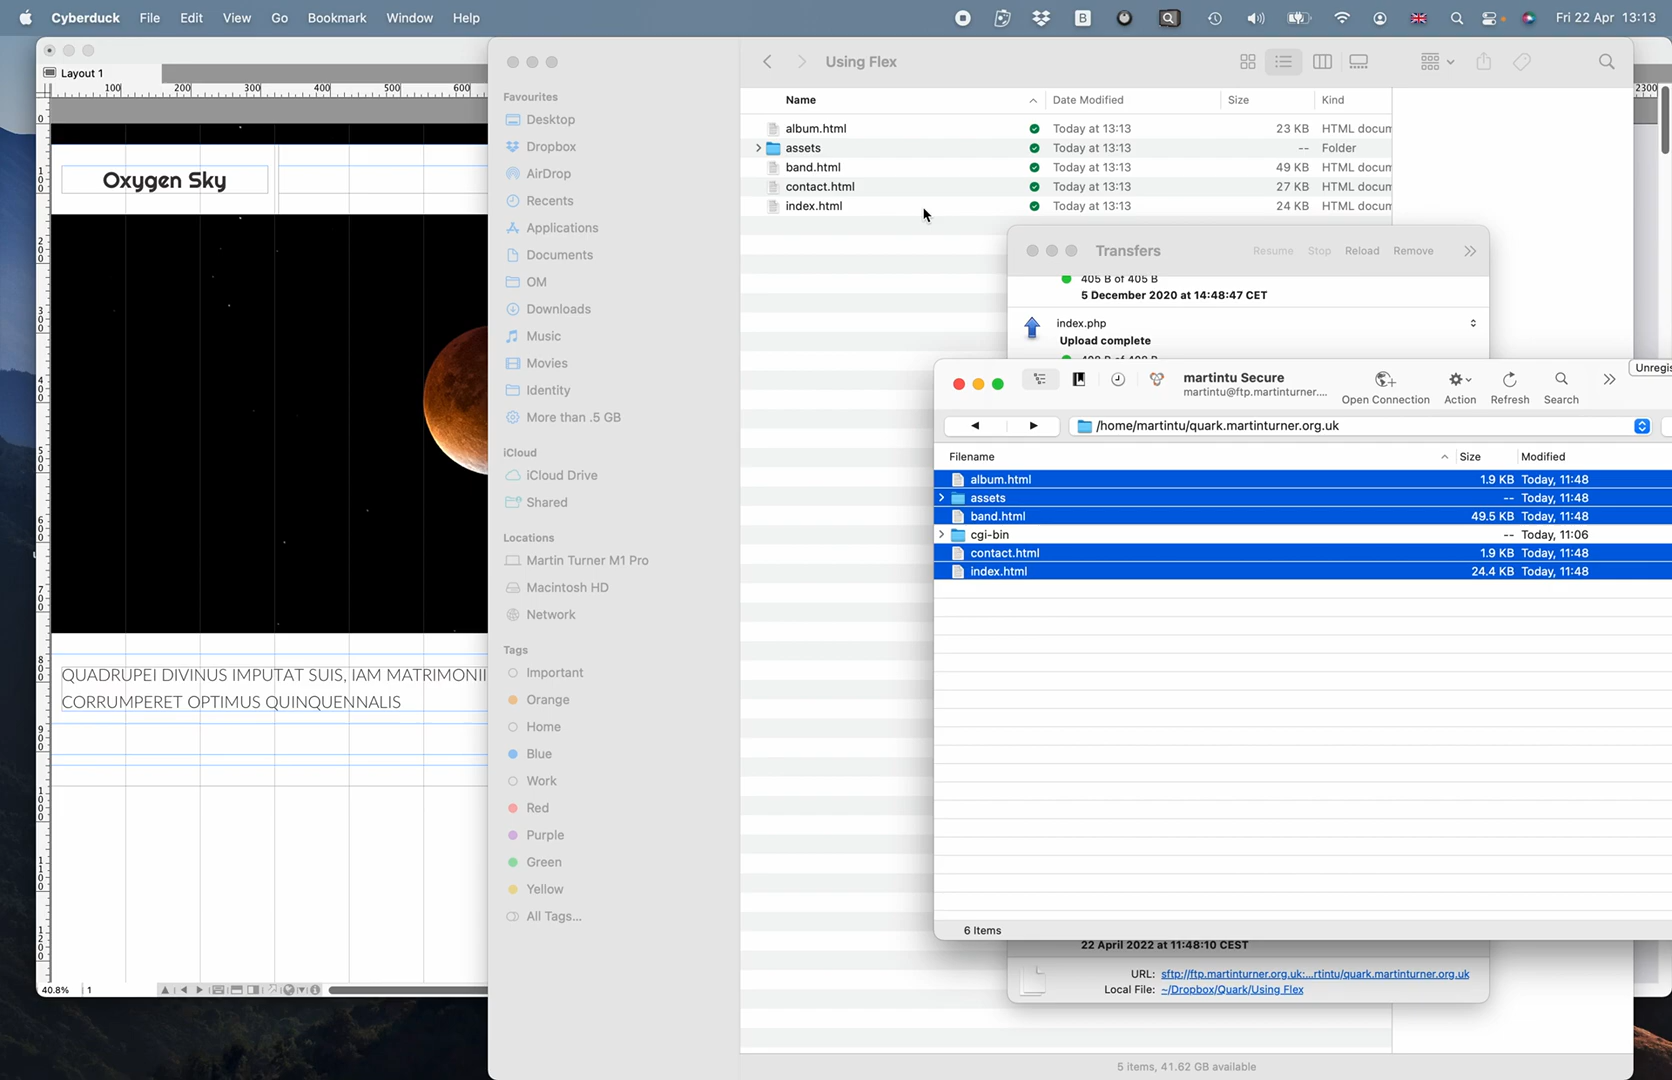 Cyberduck File Edit View Go Bookmark Window Help
B
Fri 22 Apr 13:13
Layout 1
100 200 300 400 500 600
Oxygen Sky
QUADRUPEI DIVINUS IMPUTAT SUIS, IAM MATRIMONII
CORRUMPERET OPTIMUS QUINQUENNALIS
40.8% 1
Favourites
Desktop
Dropbox
AirDrop
Recents
Applications
Documents
OM
Downloads
Music
Movies
Identity
More than .5 GB
iCloud
iCloud Drive
Shared
Locations
Martin Turner M1 Pro
Macintosh HD
Network
Tags
Important
Orange
Home
Blue
Work
Red
Purple
Green
Yellow
All Tags...
Using Flex
2300
Name Date Modified Size Kind
album.html Today at 13:13 23 KB HTML docum
assets Today at 13:13 -- Folder
band.html Today at 13:13 49 KB HTML docum
contact.html Today at 13:13 27 KB HTML docum
index.html Today at 13:13 24 KB HTML docum
Transfers Resume Stop Reload Remove
405 B of 405 B
5 December 2020 at 14:48:47 CET
index.php
Upload complete
martintu Secure
martintu@ftp.martinturner....
Open Connection Action Refresh Search
Unregis
/home/martintu/quark.martinturner.org.uk
Filename Size Modified
album.html 1.9 KB Today, 11:48
assets -- Today, 11:48
band.html 49.5 KB Today, 11:48
cgi-bin -- Today, 11:06
contact.html 1.9 KB Today, 11:48
index.html 24.4 KB Today, 11:48
6 Items
22 April 2022 at 11:48:10 CEST
URL: sftp://ftp.martinturner.org.uk:...rtintu/quark.martinturner.org.uk
Local File: ~/Dropbox/Quark/Using Flex
5 items, 41.62 GB available